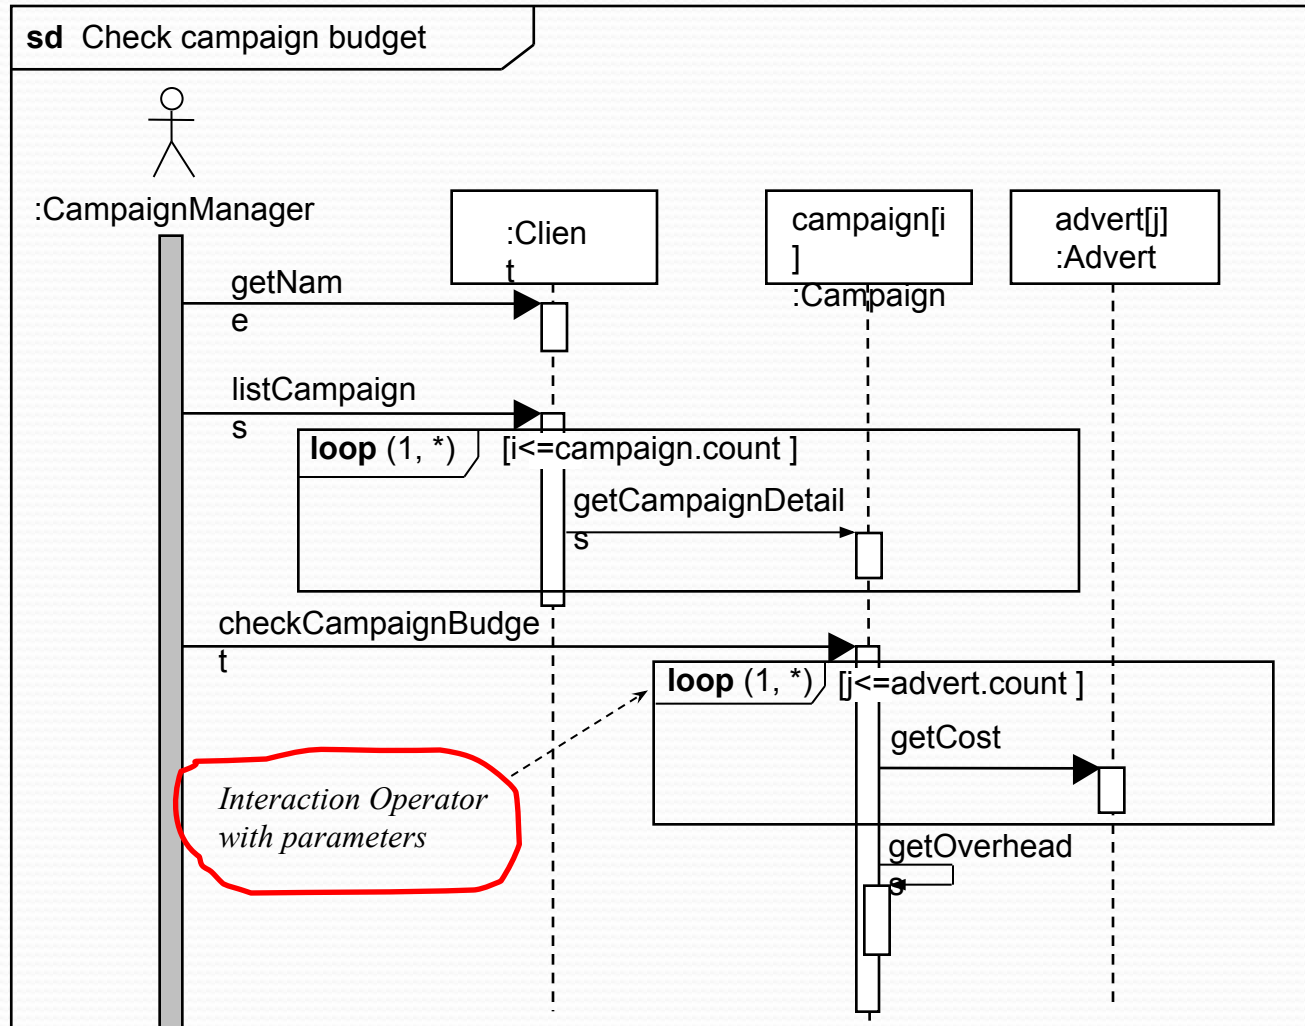 sd Check campaign budget
:CampaignManager
:Clien
t
campaign[i
]
:Campaign
advert[j]
:Advert
getNam
e
listCampaign
s
loop (1, *) [i<=campaign.count ]
getCampaignDetail
s
checkCampaignBudge
t
loop (1, *) [j<=advert.count ]
getCost
Interaction Operator
with parameters
getOverhead
s